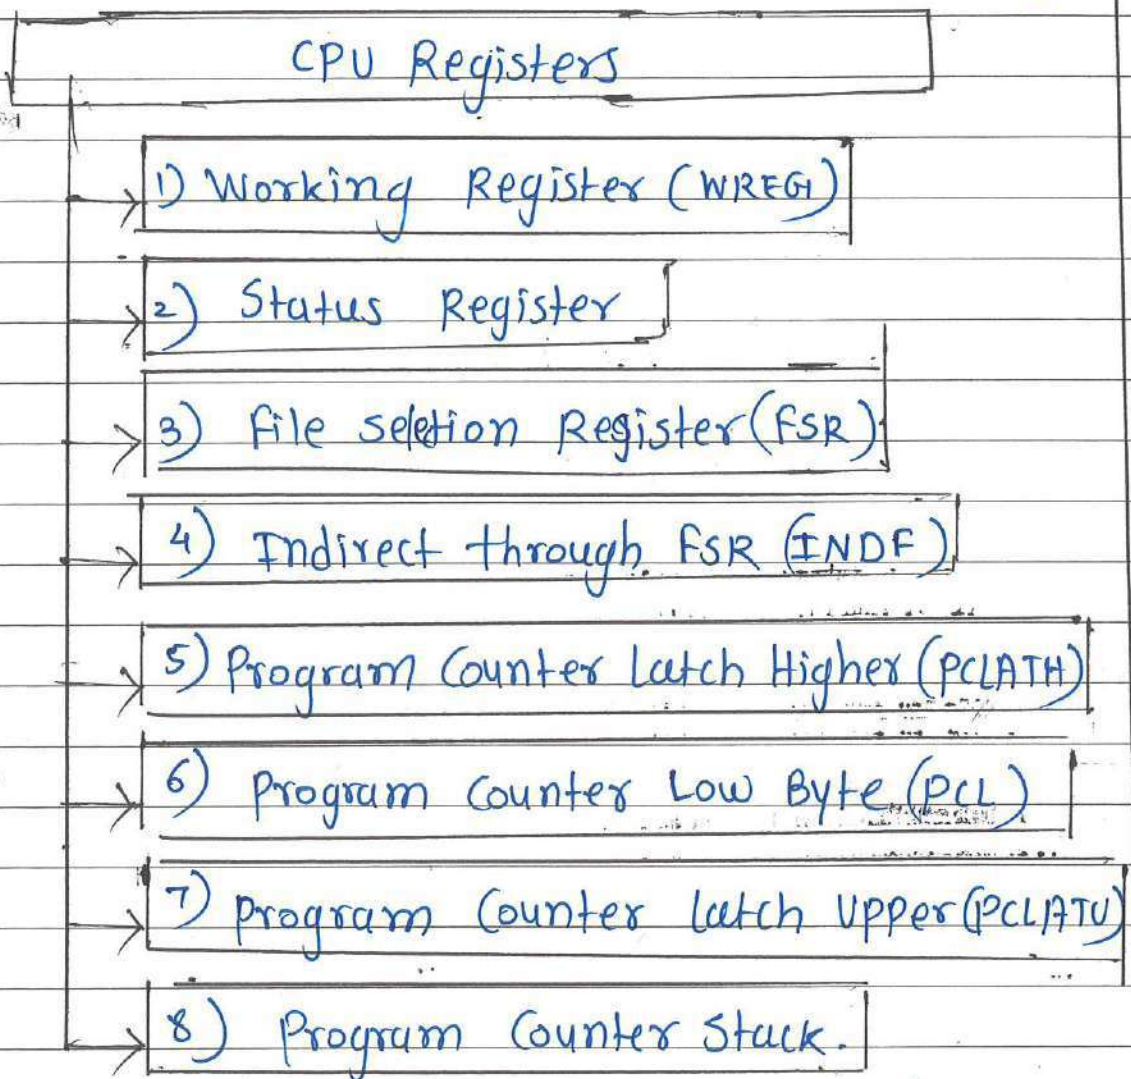 CPU Registers
1) Working Register (WREG)
2) Status Register
3) File seletion Register (FSR)
4) Indirect through FSR (INDF)
5) Program Counter Latch Higher (PCLATH)
6) Program Counter Low Byte (PCL)
7) Program Counter Latch Upper (PCLATU)
8) Program Counter Stack.